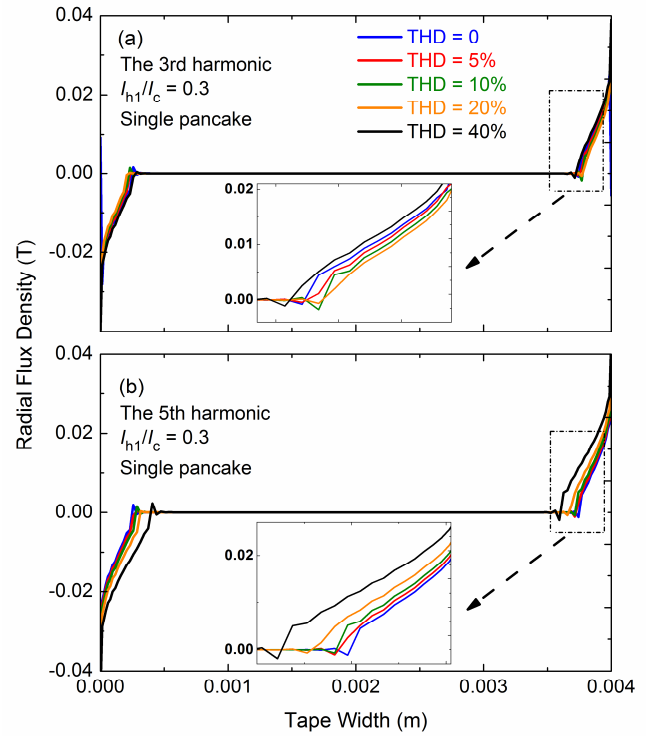 0.04
(a)
The 3rd harmonic
Ih1/Ic = 0.3
Single pancake
THD = 0
THD = 5%
THD = 10%
THD = 20%
THD = 40%
0.02
0.00
-0.02
0.02
0.01
0.00
Radial Flux Density (T)
0.04
(b)
The 5th harmonic
Ih1/Ic = 0.3
Single pancake
0.02
0.00
-0.02
-0.04
0.02
0.00
0.000
0.001
0.002
0.003
0.004
Tape Width (m)